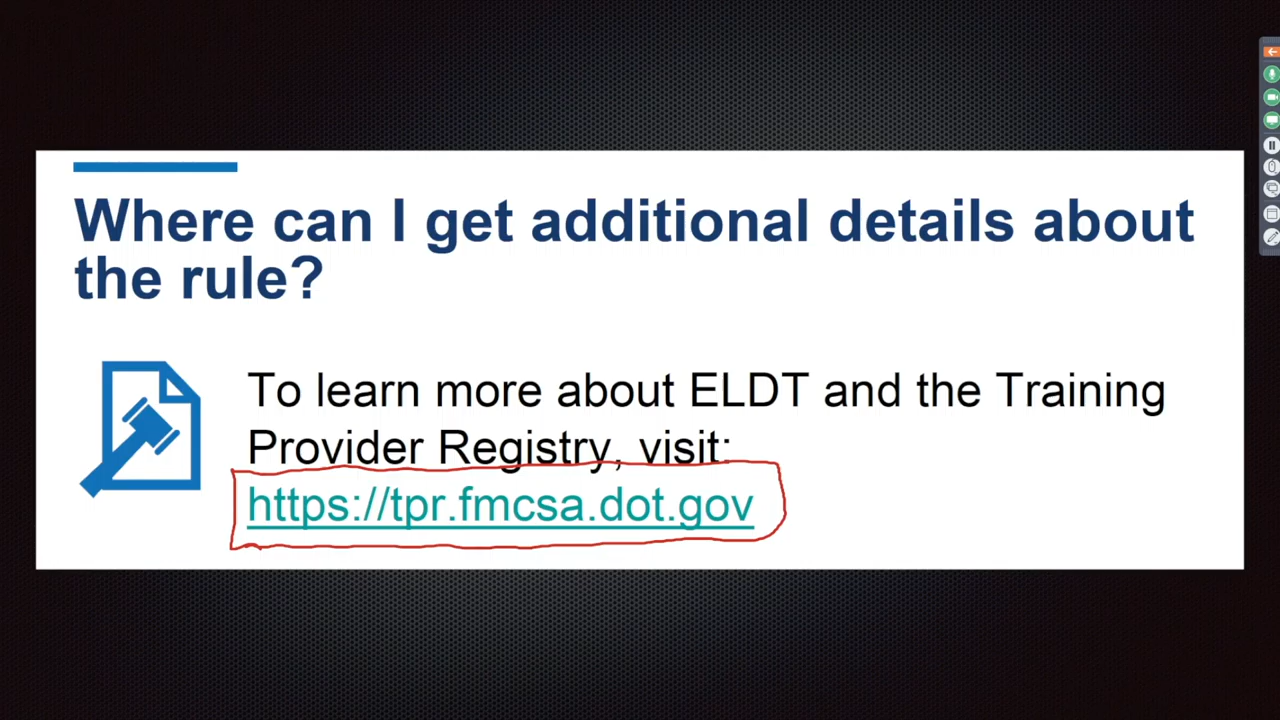 Where can I get additional details about
the rule?
To learn more about ELDT and the Training
Provider Registry, visit:
https://tpr.fmcsa.dot.gov